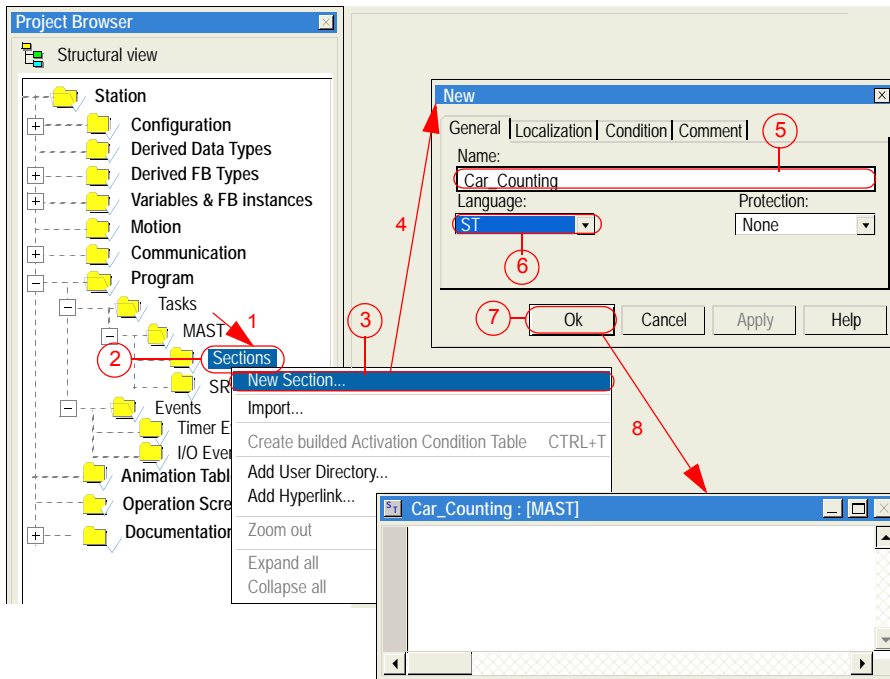 Project Browser
Structural view
Station
Configuration
Derived Data Types
Derived FB Types
Variables & FB instances
Motion
Communication
Program
Tasks
MAST
1
2
Sections
SR
Events
Timer E
I/O Ever
Animation Table
Operation Scre
Documentation
3
New Section...
Import...
Create builded Activation Condition Table CTRL+T
Add User Directory...
Add Hyperlink...
Zoom out
Expand all
Collapse all
4
New
General Localization Condition Comment
5
Name:
Car_Counting
Language: Protection:
ST None
6
7
Ok Cancel Apply Help
8
ST Car_Counting : [MAST]